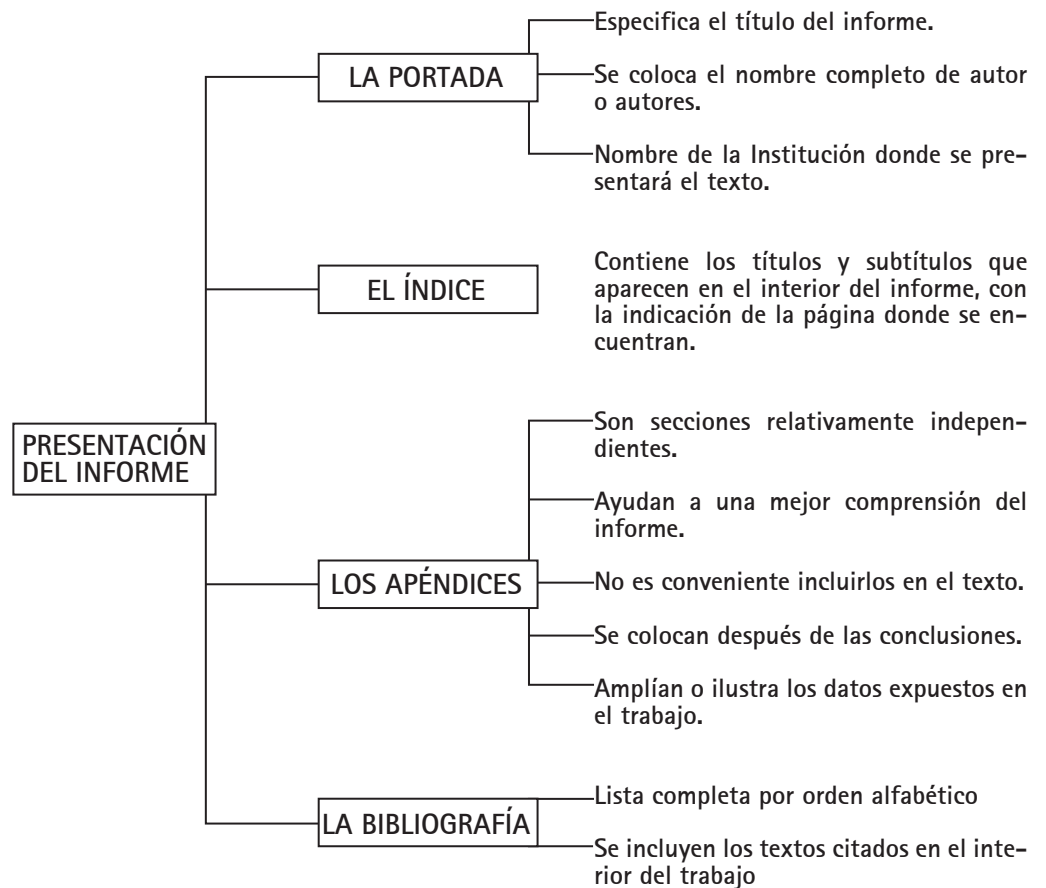 Especifica el título del informe.
LA PORTADA
Se coloca el nombre completo de autor
o autores.
Nombre de la Institución donde se pre-
sentará el texto.
EL ÍNDICE
Contiene los títulos y subtítulos que
aparecen en el interior del informe, con
la indicación de la página donde se en-
cuentran.
PRESENTACIÓN
DEL INFORME
Son secciones relativamente indepen-
dientes.
Ayudan a una mejor comprensión del
informe.
LOS APÉNDICES
No es conveniente incluirlos en el texto.
Se colocan después de las conclusiones.
Amplían o ilustra los datos expuestos en
el trabajo.
LA BIBLIOGRAFÍA
Lista completa por orden alfabético
Se incluyen los textos citados en el inte-
rior del trabajo